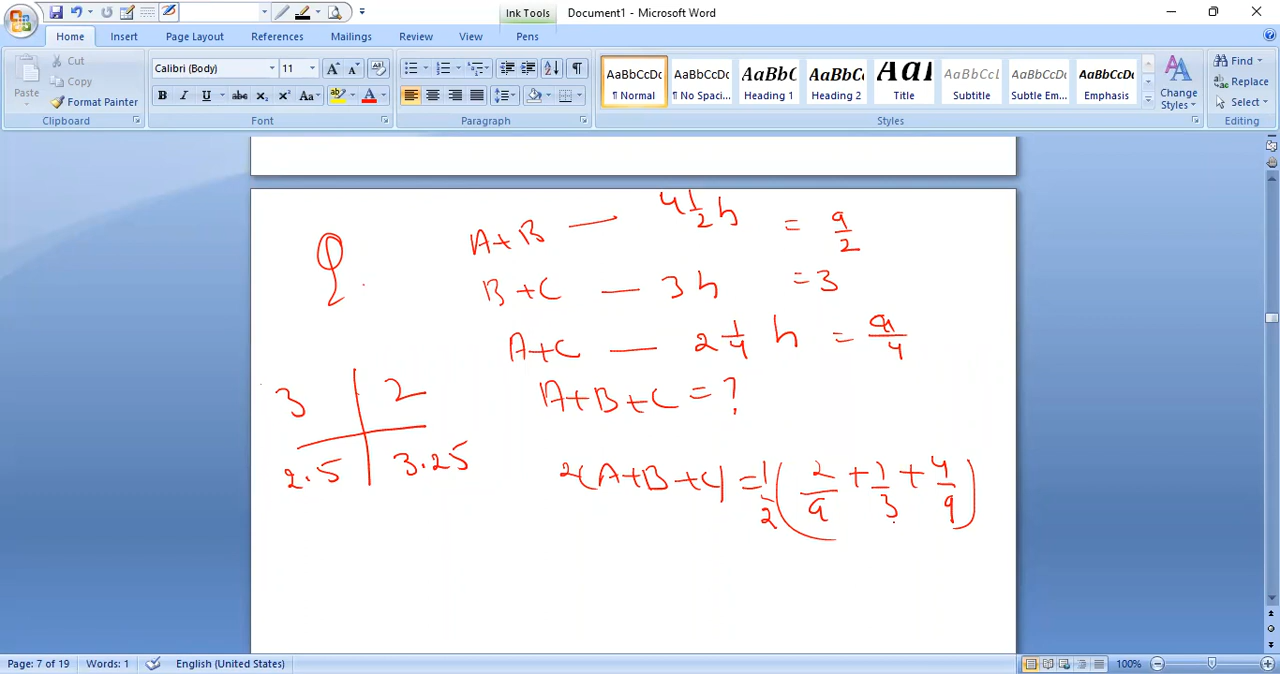 Ink Tools Document1 - Microsoft Word
Home Insert Page Layout References Mailings Review View Design Pens
Cut
Copy
Paste
Format Painter
Clipboard
Calibri (Body) 11
Font
Paragraph
AaBbCcDc AaBbCcDc AaBbC AaBbCc AaB AaBbCcL AaBbCcDc AaBbCcDc
¶ Normal ¶ No Spaci... Heading 1 Heading 2 Title Subtitle Subtle Em... Emphasis
Change Styles
Styles
Find
Replace
Select
Editing
Q.
A+B — 4 1/2 h = 9/2
B+C — 3 h = 3
A+C — 2 1/4 h = 9/4
A+B+C = ?
3 2
2.5 3.25
2(A+B+C) = 1/2 (2/9 + 1/3 + 4/9)
Page: 7 of 19 Words: 1 English (United States) 100%